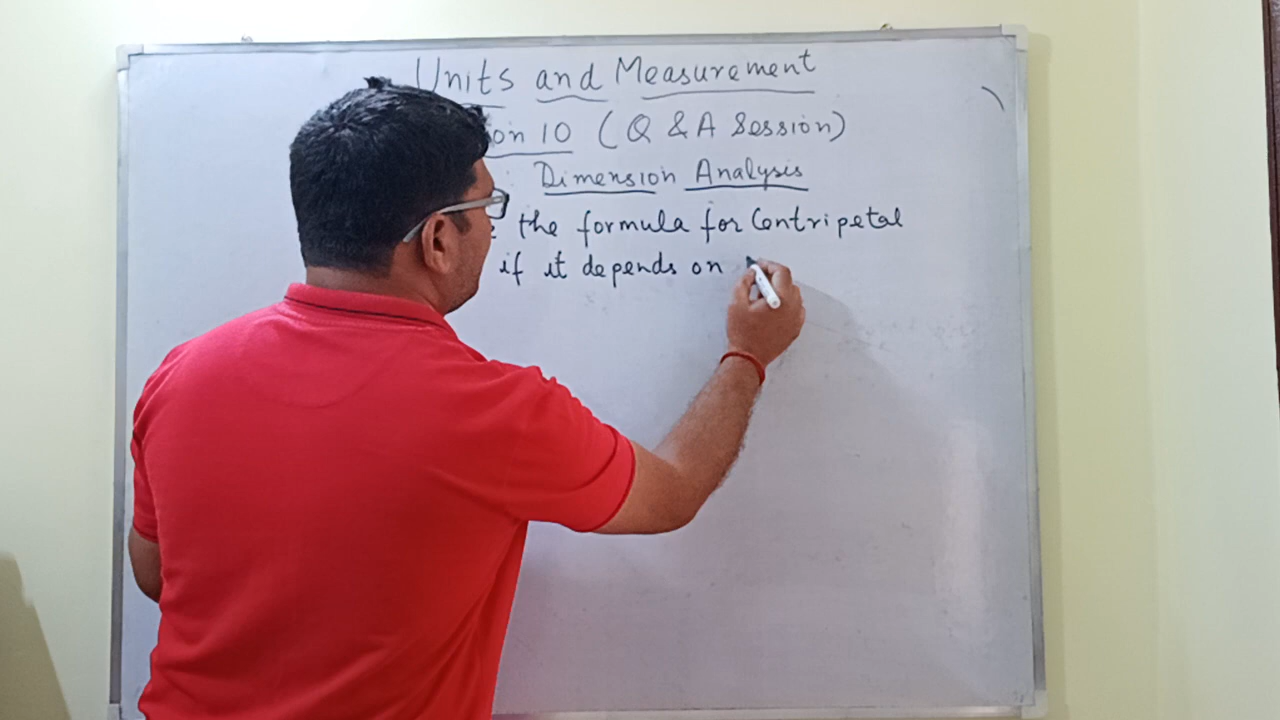 Units and Measurement
on 10 (Q & A Session)
Dimension Analysis
the formula for Centripetal
if it depends on